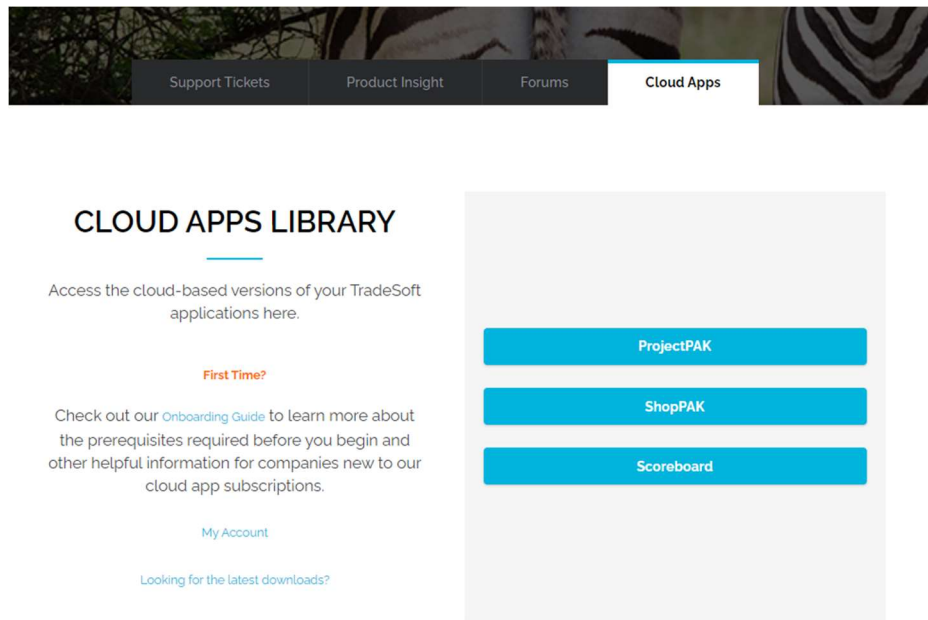 Support Tickets
Product Insight
Forums
Cloud Apps
CLOUD APPS LIBRARY
Access the cloud-based versions of your TradeSoft
applications here.
First Time?
Check out our Onboarding Guide to learn more about
the prerequisites required before you begin and
other helpful information for companies new to our
cloud app subscriptions.
My Account
Looking for the latest downloads?
ProjectPAK
ShopPAK
Scoreboard